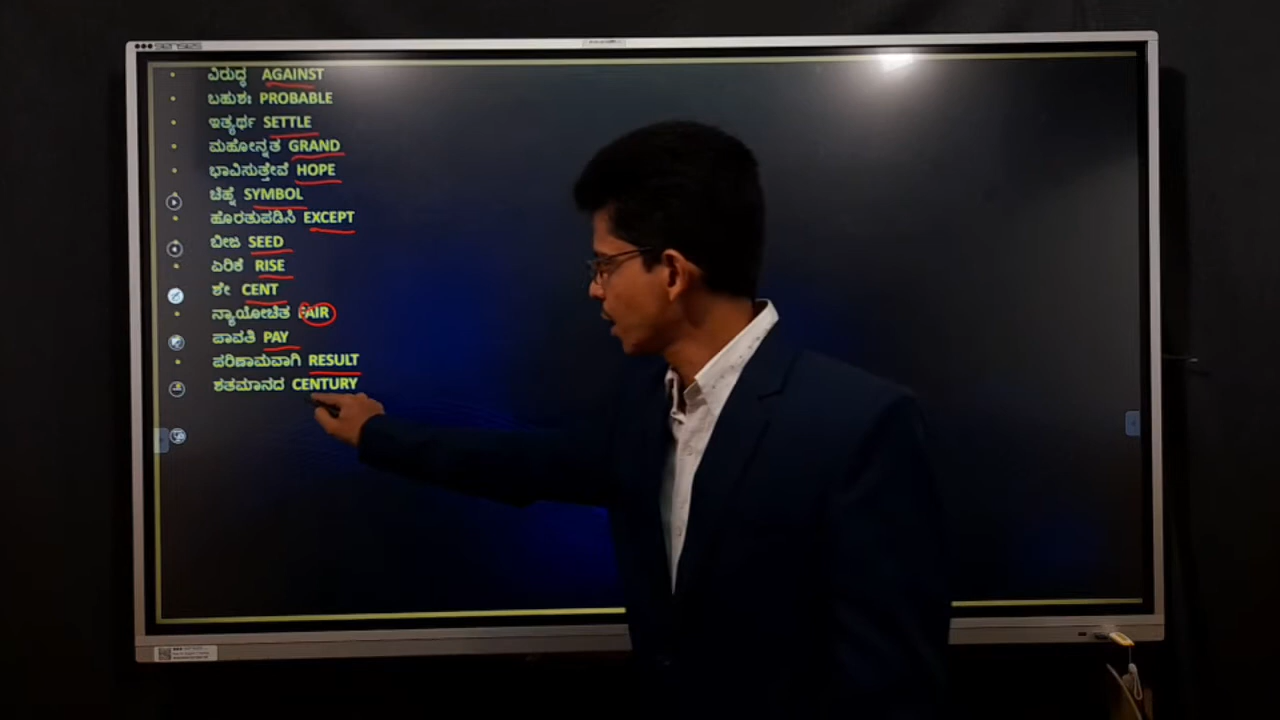 ವಿರುದ್ಧ AGAINST
ಬಹುಶಃ PROBABLE
ಇತ್ಯರ್ಥ SETTLE
ಮಹೋನ್ನತ GRAND
ಭಾವಿಸುತ್ತೇವೆ HOPE
ಚಿಹ್ನೆ SYMBOL
ಹೊರತುಪಡಿಸಿ EXCEPT
ಬೀಜ SEED
ಏರಿಕೆ RISE
ಶೇ CENT
ನ್ಯಾಯೋಚಿತ FAIR
ಪಾವತಿ PAY
ಪರಿಣಾಮವಾಗಿ RESULT
ಶತಮಾನದ CENTURY